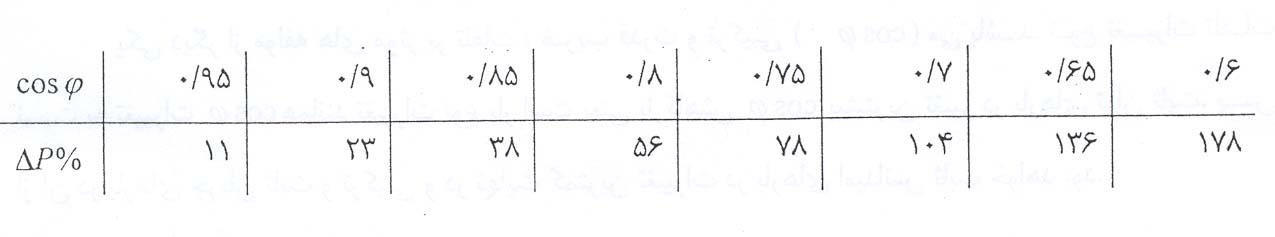 cos φ ۰/۹۵ ۰/۹ ۰/۸۵ ۰/۸ ۰/۷۵ ۰/۷ ۰/۶۵ ۰/۶
ΔP% ۱۱ ۲۳ ۳۸ ۵۶ ۷۸ ۱۰۴ ۱۳۶ ۱۷۸